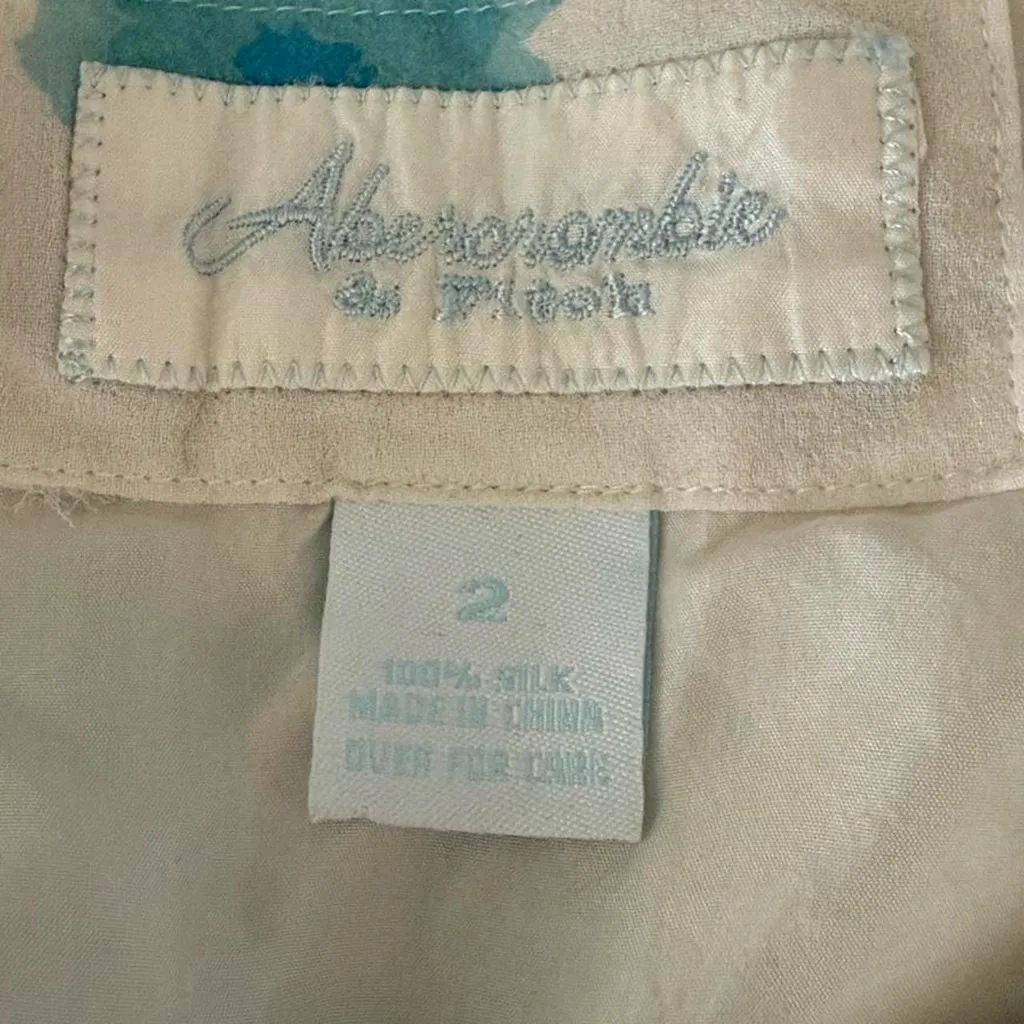 Abercrombie
& Fitch
2
100% SILK
MADE IN CHINA
OVER FOR CARE